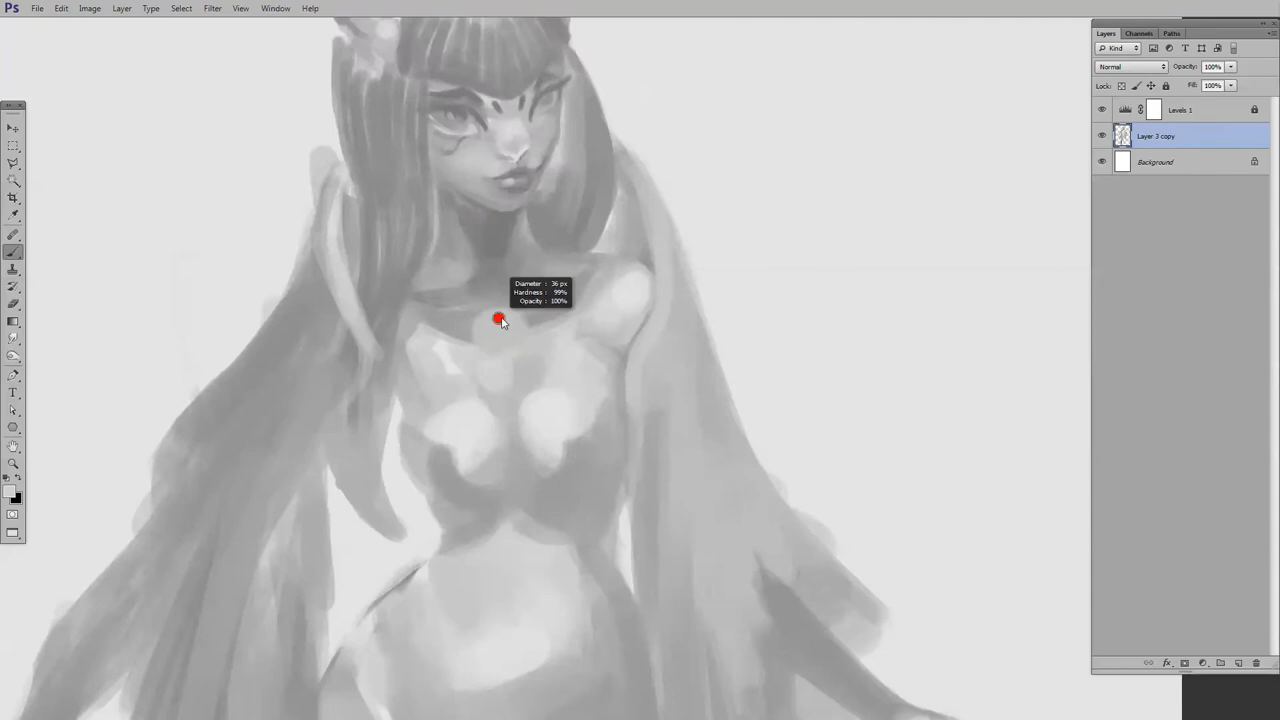 Ps File Edit Image Layer Type Select Filter View Window Help
Layers Channels Paths
Kind
Normal Opacity: 100%
Lock: Fill: 100%
Levels 1
Layer 3 copy
Background
Diameter : 36 px
Hardness : 99%
Opacity : 100%
T
fx